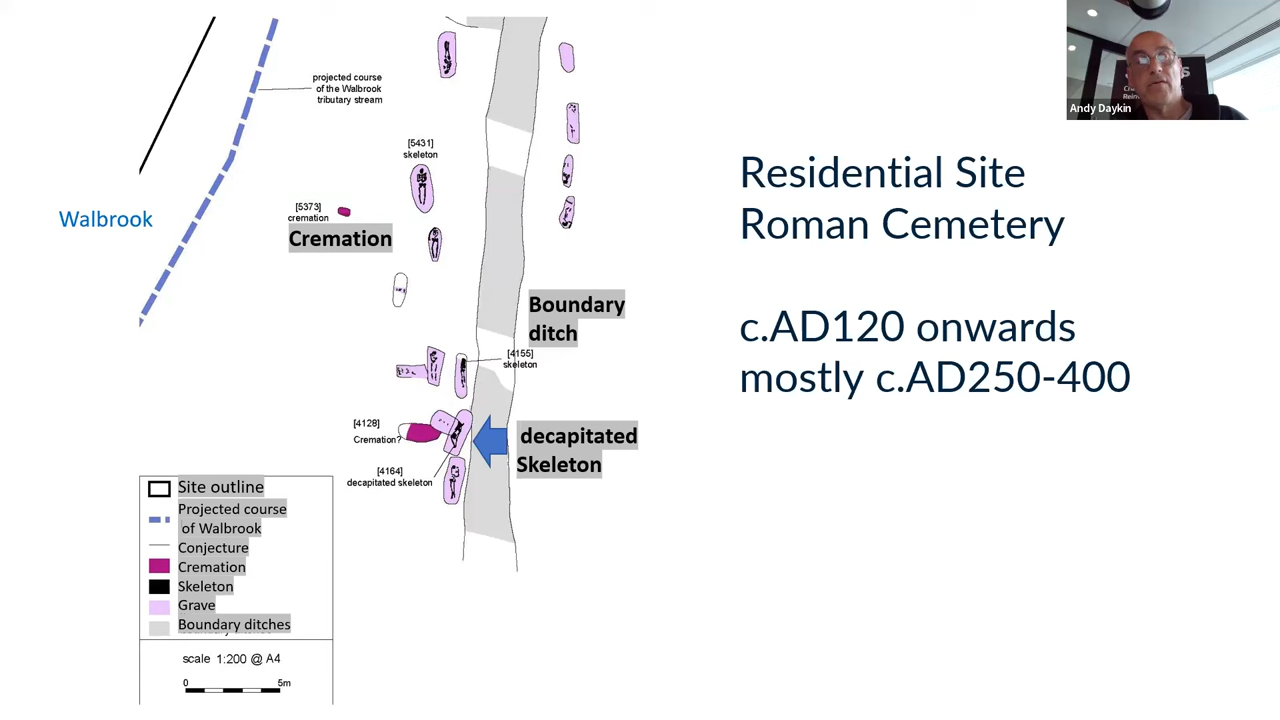 projected course
of the Walbrook
tributary stream
[5431]
skeleton
Walbrook
[5373]
cremation
Cremation
Boundary
ditch
[4155]
skeleton
[4128]
Cremation?
decapitated
Skeleton
[4164]
decapitated skeleton
Site outline
Projected course
of Walbrook
Conjecture
Cremation
Skeleton
Grave
Boundary ditches
scale 1:200 @ A4
0 5m
Residential Site
Roman Cemetery
c.AD120 onwards
mostly c.AD250-400
Andy Daykin